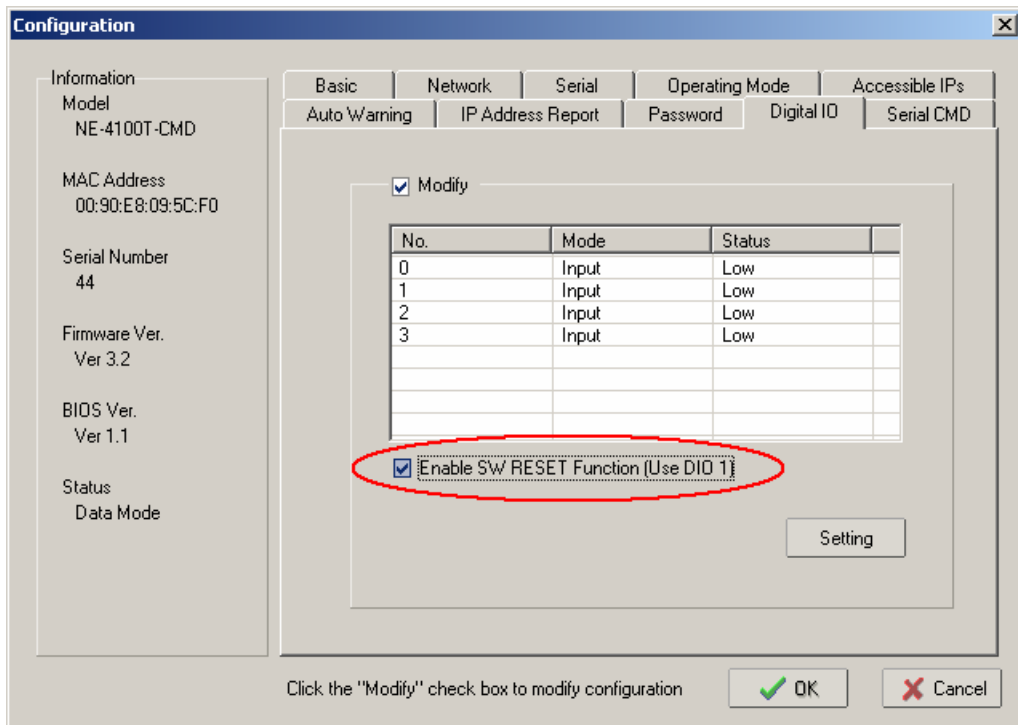 Configuration
Information
Model
NE-4100T-CMD
MAC Address
00:90:E8:09:5C:F0
Serial Number
44
Firmware Ver.
Ver 3.2
BIOS Ver.
Ver 1.1
Status
Data Mode
Basic Network Serial Operating Mode Accessible IPs
Auto Warning IP Address Report Password Digital IO Serial CMD
Modify
No. Mode Status
0 Input Low
1 Input Low
2 Input Low
3 Input Low
Enable SW RESET Function (Use DIO 1)
Setting
Click the "Modify" check box to modify configuration
OK
Cancel